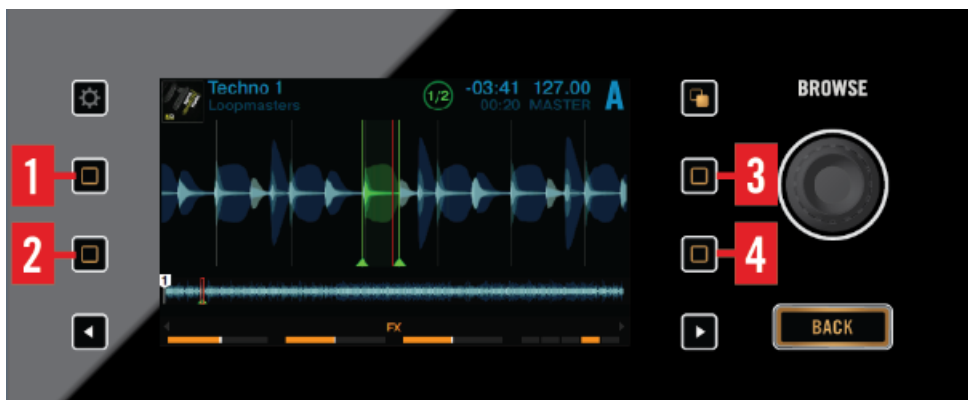 Techno 1
Loopmasters
1/2
-03:41 127.00
00:20 MASTER
A
BROWSE
1
3
2
4
1
FX
BACK